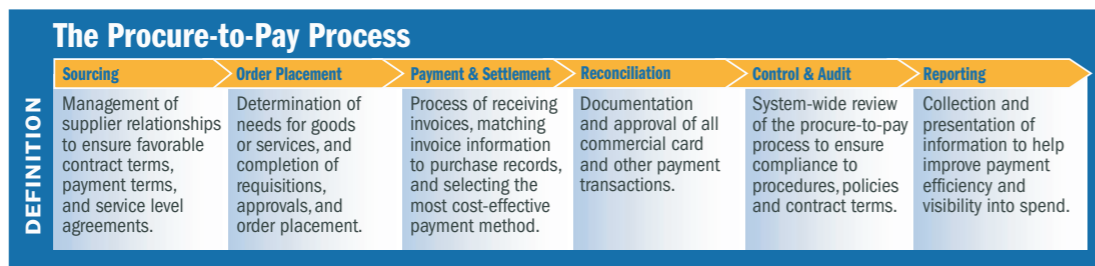 The Procure-to-Pay Process
Sourcing
Order Placement
Payment & Settlement
Reconciliation
Control & Audit
Reporting
DEFINITION
Management of
supplier relationships
to ensure favorable
contract terms,
payment terms,
and service level
agreements.
Determination of
needs for goods
or services, and
completion of
requisitions,
approvals, and
order placement.
Process of receiving
invoices, matching
invoice information
to purchase records,
and selecting the
most cost-effective
payment method.
Documentation
and approval of all
commercial card
and other payment
transactions.
System-wide review
of the procure-to-pay
process to ensure
compliance to
procedures, policies
and contract terms.
Collection and
presentation of
information to help
improve payment
efficiency and
visibility into spend.